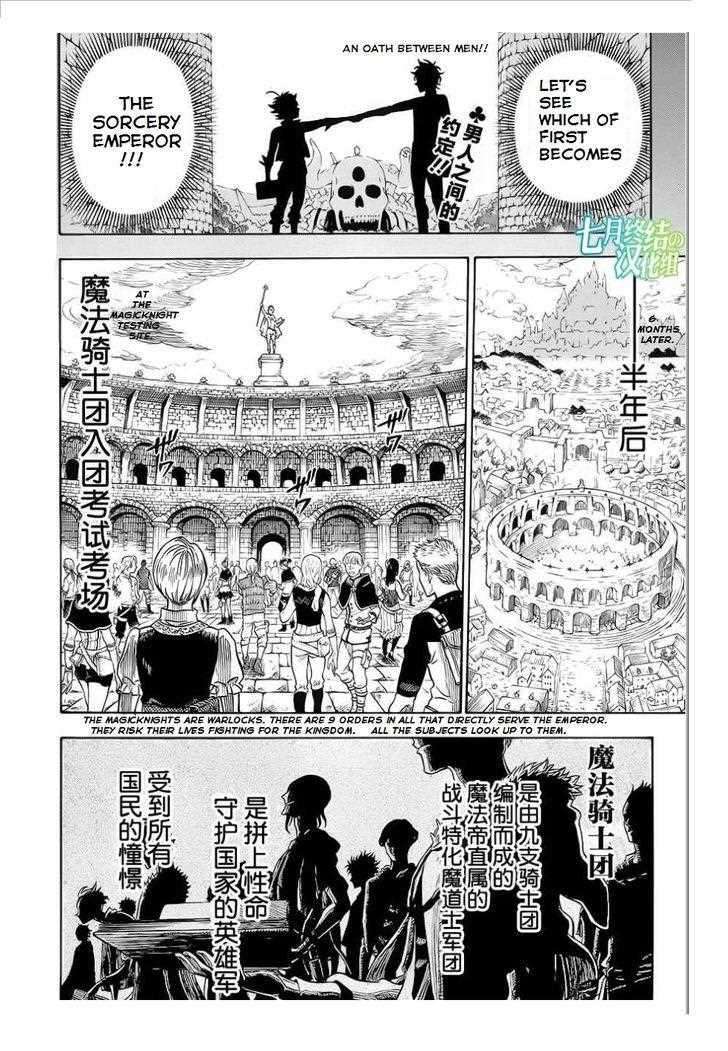 AN OATH BETWEEN MEN!!
LET'S
SEE
WHICH OF
FIRST
BECOMES
THE
SORCERY
EMPEROR
!!!
♣男人之间的
约定!!
七月终结の
汉化组
6
MONTHS
LATER.
半年后
AT
THE
MAGICKNIGHT
TESTING
SITE.
魔法骑士团入团考试考场
ザワ
ザワ
ザワ
THE MAGICKNIGHTS ARE WARLOCKS. THERE ARE 9 ORDERS IN ALL THAT DIRECTLY SERVE THE EMPEROR.
THEY RISK THEIR LIVES FIGHTING FOR THE KINGDOM. ALL THE SUBJECTS LOOK UP TO THEM.
魔法骑士团
是由九支骑士团
编制而成的
魔法帝直属的
战斗特化魔道士军团
是拼上性命
守护国家的英雄军
受到所有
国民的憧憬